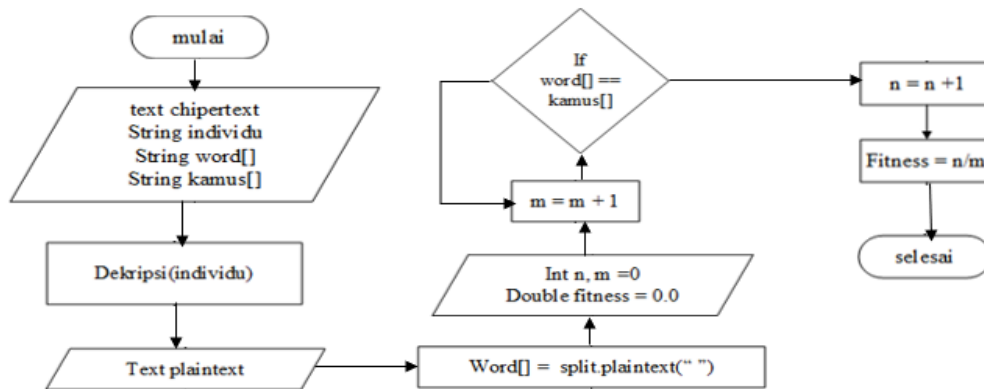 mulai
text chipertext
String individu
String word[]
String kamus[]
Dekripsi(individu)
Text plaintext
Word[] = split.plaintext(“ ”)
Int n, m =0
Double fitness = 0.0
m = m + 1
If
word[] ==
kamus[]
n = n +1
Fitness = n/m
selesai